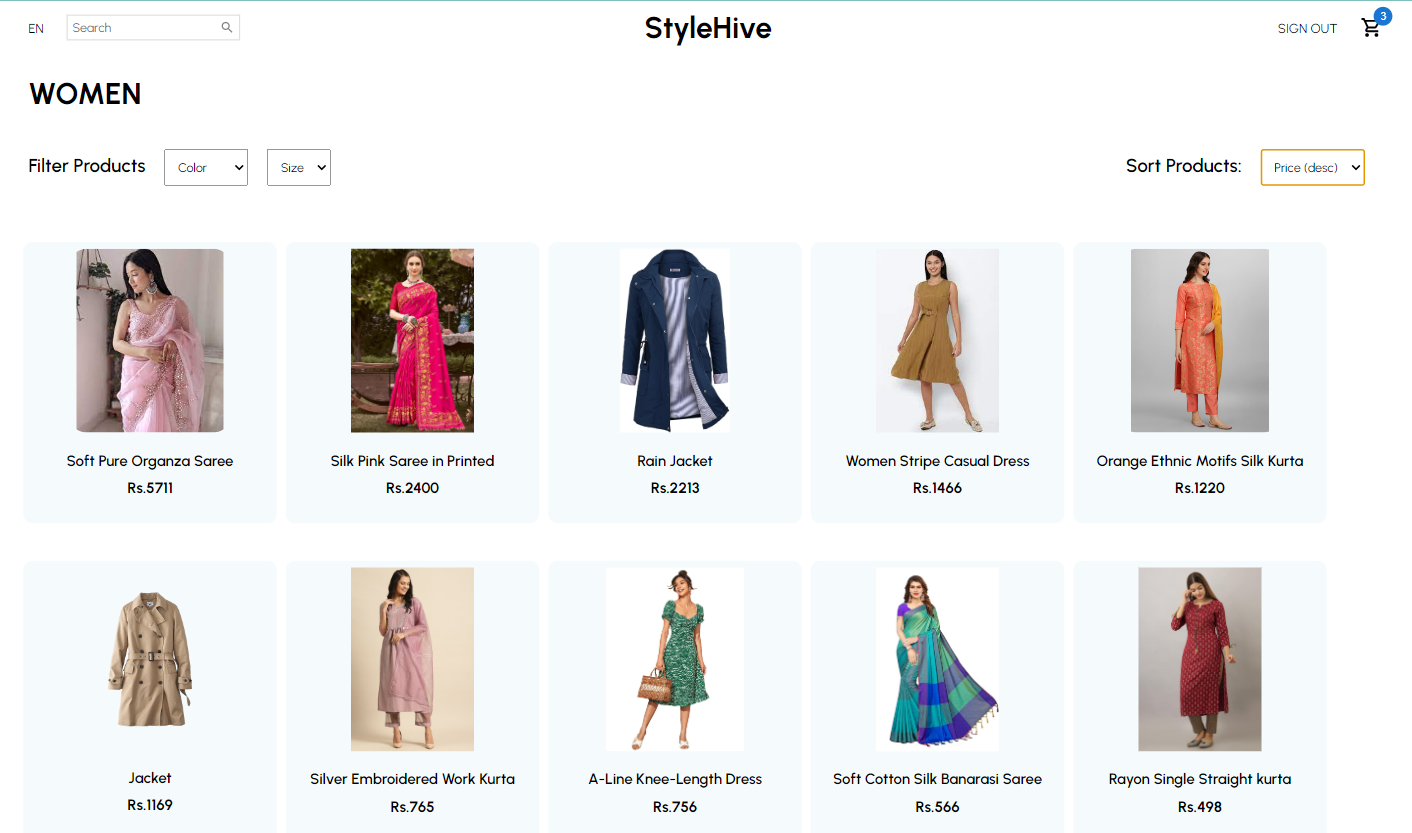 EN
Search
StyleHive
SIGN OUT
3
WOMEN
Filter Products
Color
Size
Sort Products:
Price (desc)
Soft Pure Organza Saree
Rs.5711
Silk Pink Saree in Printed
Rs.2400
Rain Jacket
Rs.2213
Women Stripe Casual Dress
Rs.1466
Orange Ethnic Motifs Silk Kurta
Rs.1220
Jacket
Rs.1169
Silver Embroidered Work Kurta
Rs.765
A-Line Knee-Length Dress
Rs.756
Soft Cotton Silk Banarasi Saree
Rs.566
Rayon Single Straight kurta
Rs.498